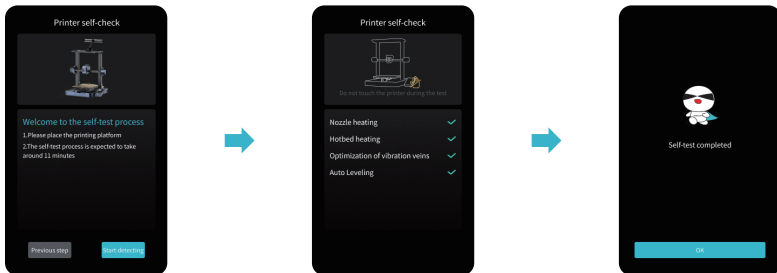 Printer self-check
Welcome to the self-test process
1.Please place the printing platform
2.The self-test process is expected to take
around 11 minutes
Previous step
Start detecting
Printer self-check
Do not touch the printer during the test
Nozzle heating
Hotbed heating
Optimization of vibration veins
Auto Leveling
Self-test completed
OK